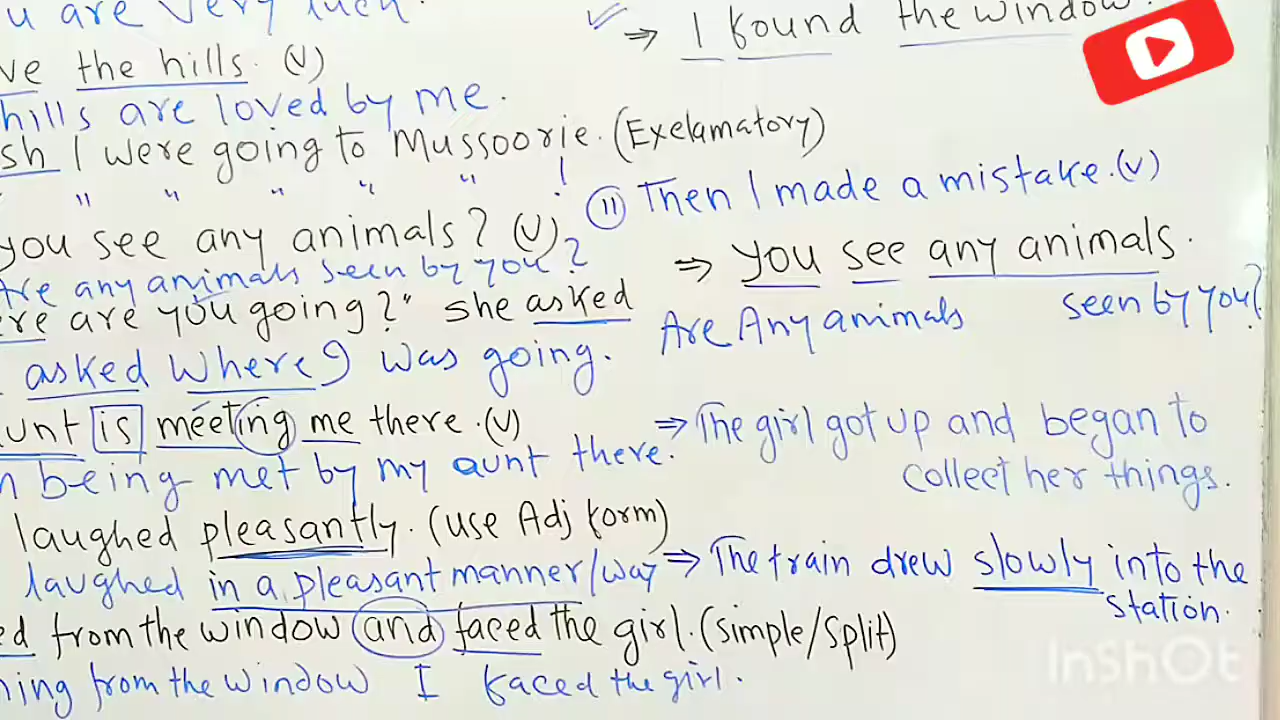 u are very luck.
ve the hills. (V)
hills are loved by me.
sh I were going to Mussoorie. (Exelamatory)
" " " " " !
you see any animals? (V)
Are any animals seen by you?
ere are you going?" she asked
asked where I was going.
unt is meeting me there. (V)
n being met by my aunt there.
laughed pleasantly. (use Adj form)
laughed in a pleasant manner/way
ed from the window and faced the girl. (Simple/Split)
ning from the window I faced the girl.
⇒ I found the window.
(11) Then I made a mistake. (V)
⇒ you see any animals.
Are Any animals seen by you?
⇒ The girl got up and began to
collect her things.
⇒ The train drew slowly into the
station.
InShOt